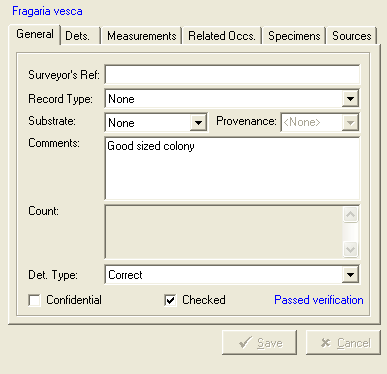 Fragaria vesca
General Dets. Measurements Related Occs. Specimens Sources
Surveyor's Ref:
Record Type: None
Substrate: None Provenance: <None>
Comments: Good sized colony
Count:
Det. Type: Correct
Confidential Checked Passed verification
Save Cancel